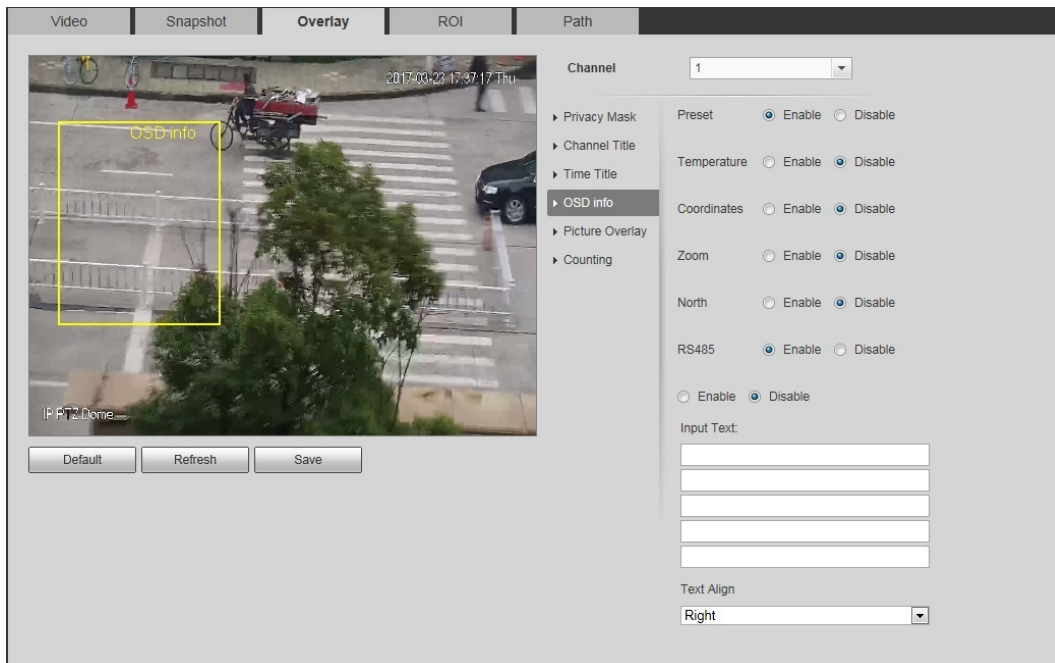 Video Snapshot Overlay ROI Path
2017-03-23 17:37:17 Thu
OSD info
IP PTZ Dome
Default Refresh Save
Channel 1
Privacy Mask
Channel Title
Time Title
OSD info
Picture Overlay
Counting
Preset Enable Disable
Temperature Enable Disable
Coordinates Enable Disable
Zoom Enable Disable
North Enable Disable
RS485 Enable Disable
Enable Disable
Input Text:
Text Align
Right